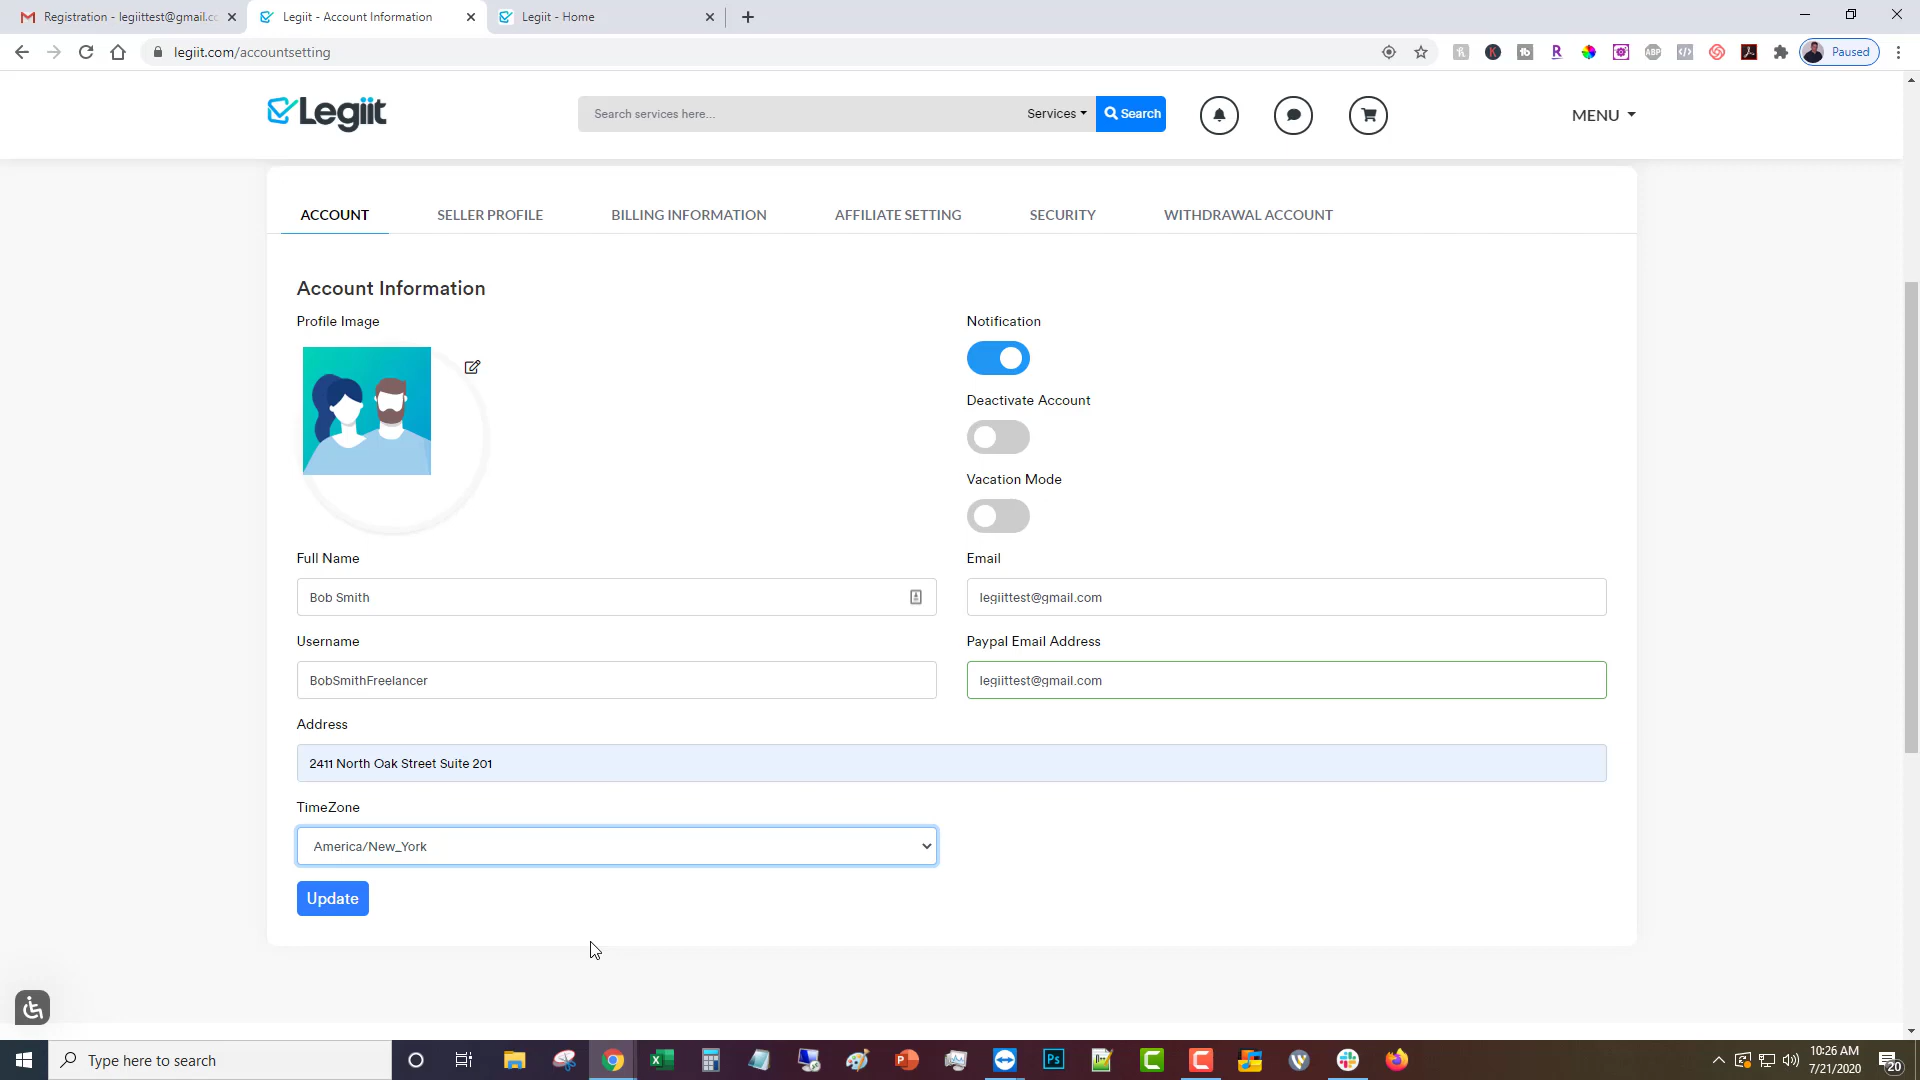 Registration - legiittest@gmail.cc
Legiit - Account Information
Legiit - Home
legiit.com/accountsetting
Paused
Legiit
Search services here...
Services
Search
MENU
ACCOUNT
SELLER PROFILE
BILLING INFORMATION
AFFILIATE SETTING
SECURITY
WITHDRAWAL ACCOUNT
Account Information
Profile Image
Notification
Deactivate Account
Vacation Mode
Full Name
Email
Bob Smith
legiittest@gmail.com
Username
Paypal Email Address
BobSmithFreelancer
legiittest@gmail.com
Address
2411 North Oak Street Suite 201
TimeZone
America/New_York
Update
Type here to search
10:26 AM
7/21/2020
20